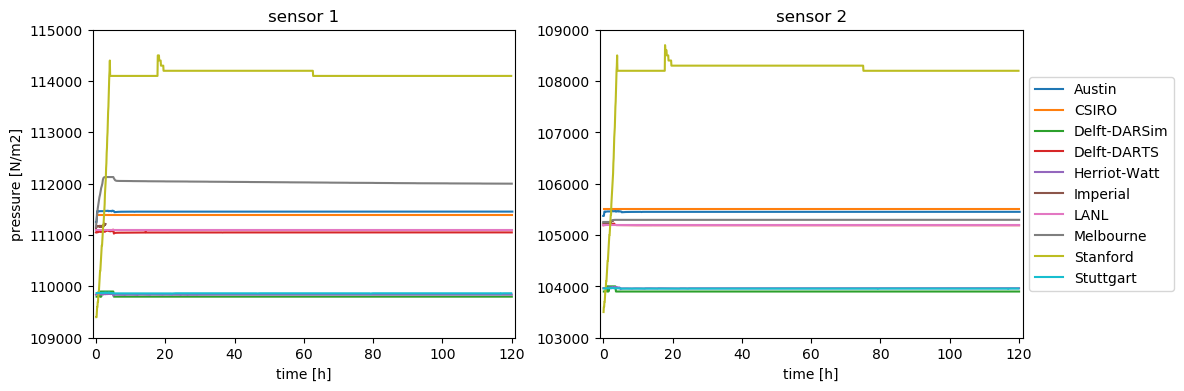 sensor 1
115000
114000
113000
112000
111000
110000
109000
pressure [N/m2]
0 20 40 60 80 100 120
time [h]
sensor 2
109000
108000
107000
106000
105000
104000
103000
0 20 40 60 80 100 120
time [h]
Austin
CSIRO
Delft-DARSim
Delft-DARTS
Herriot-Watt
Imperial
LANL
Melbourne
Stanford
Stuttgart